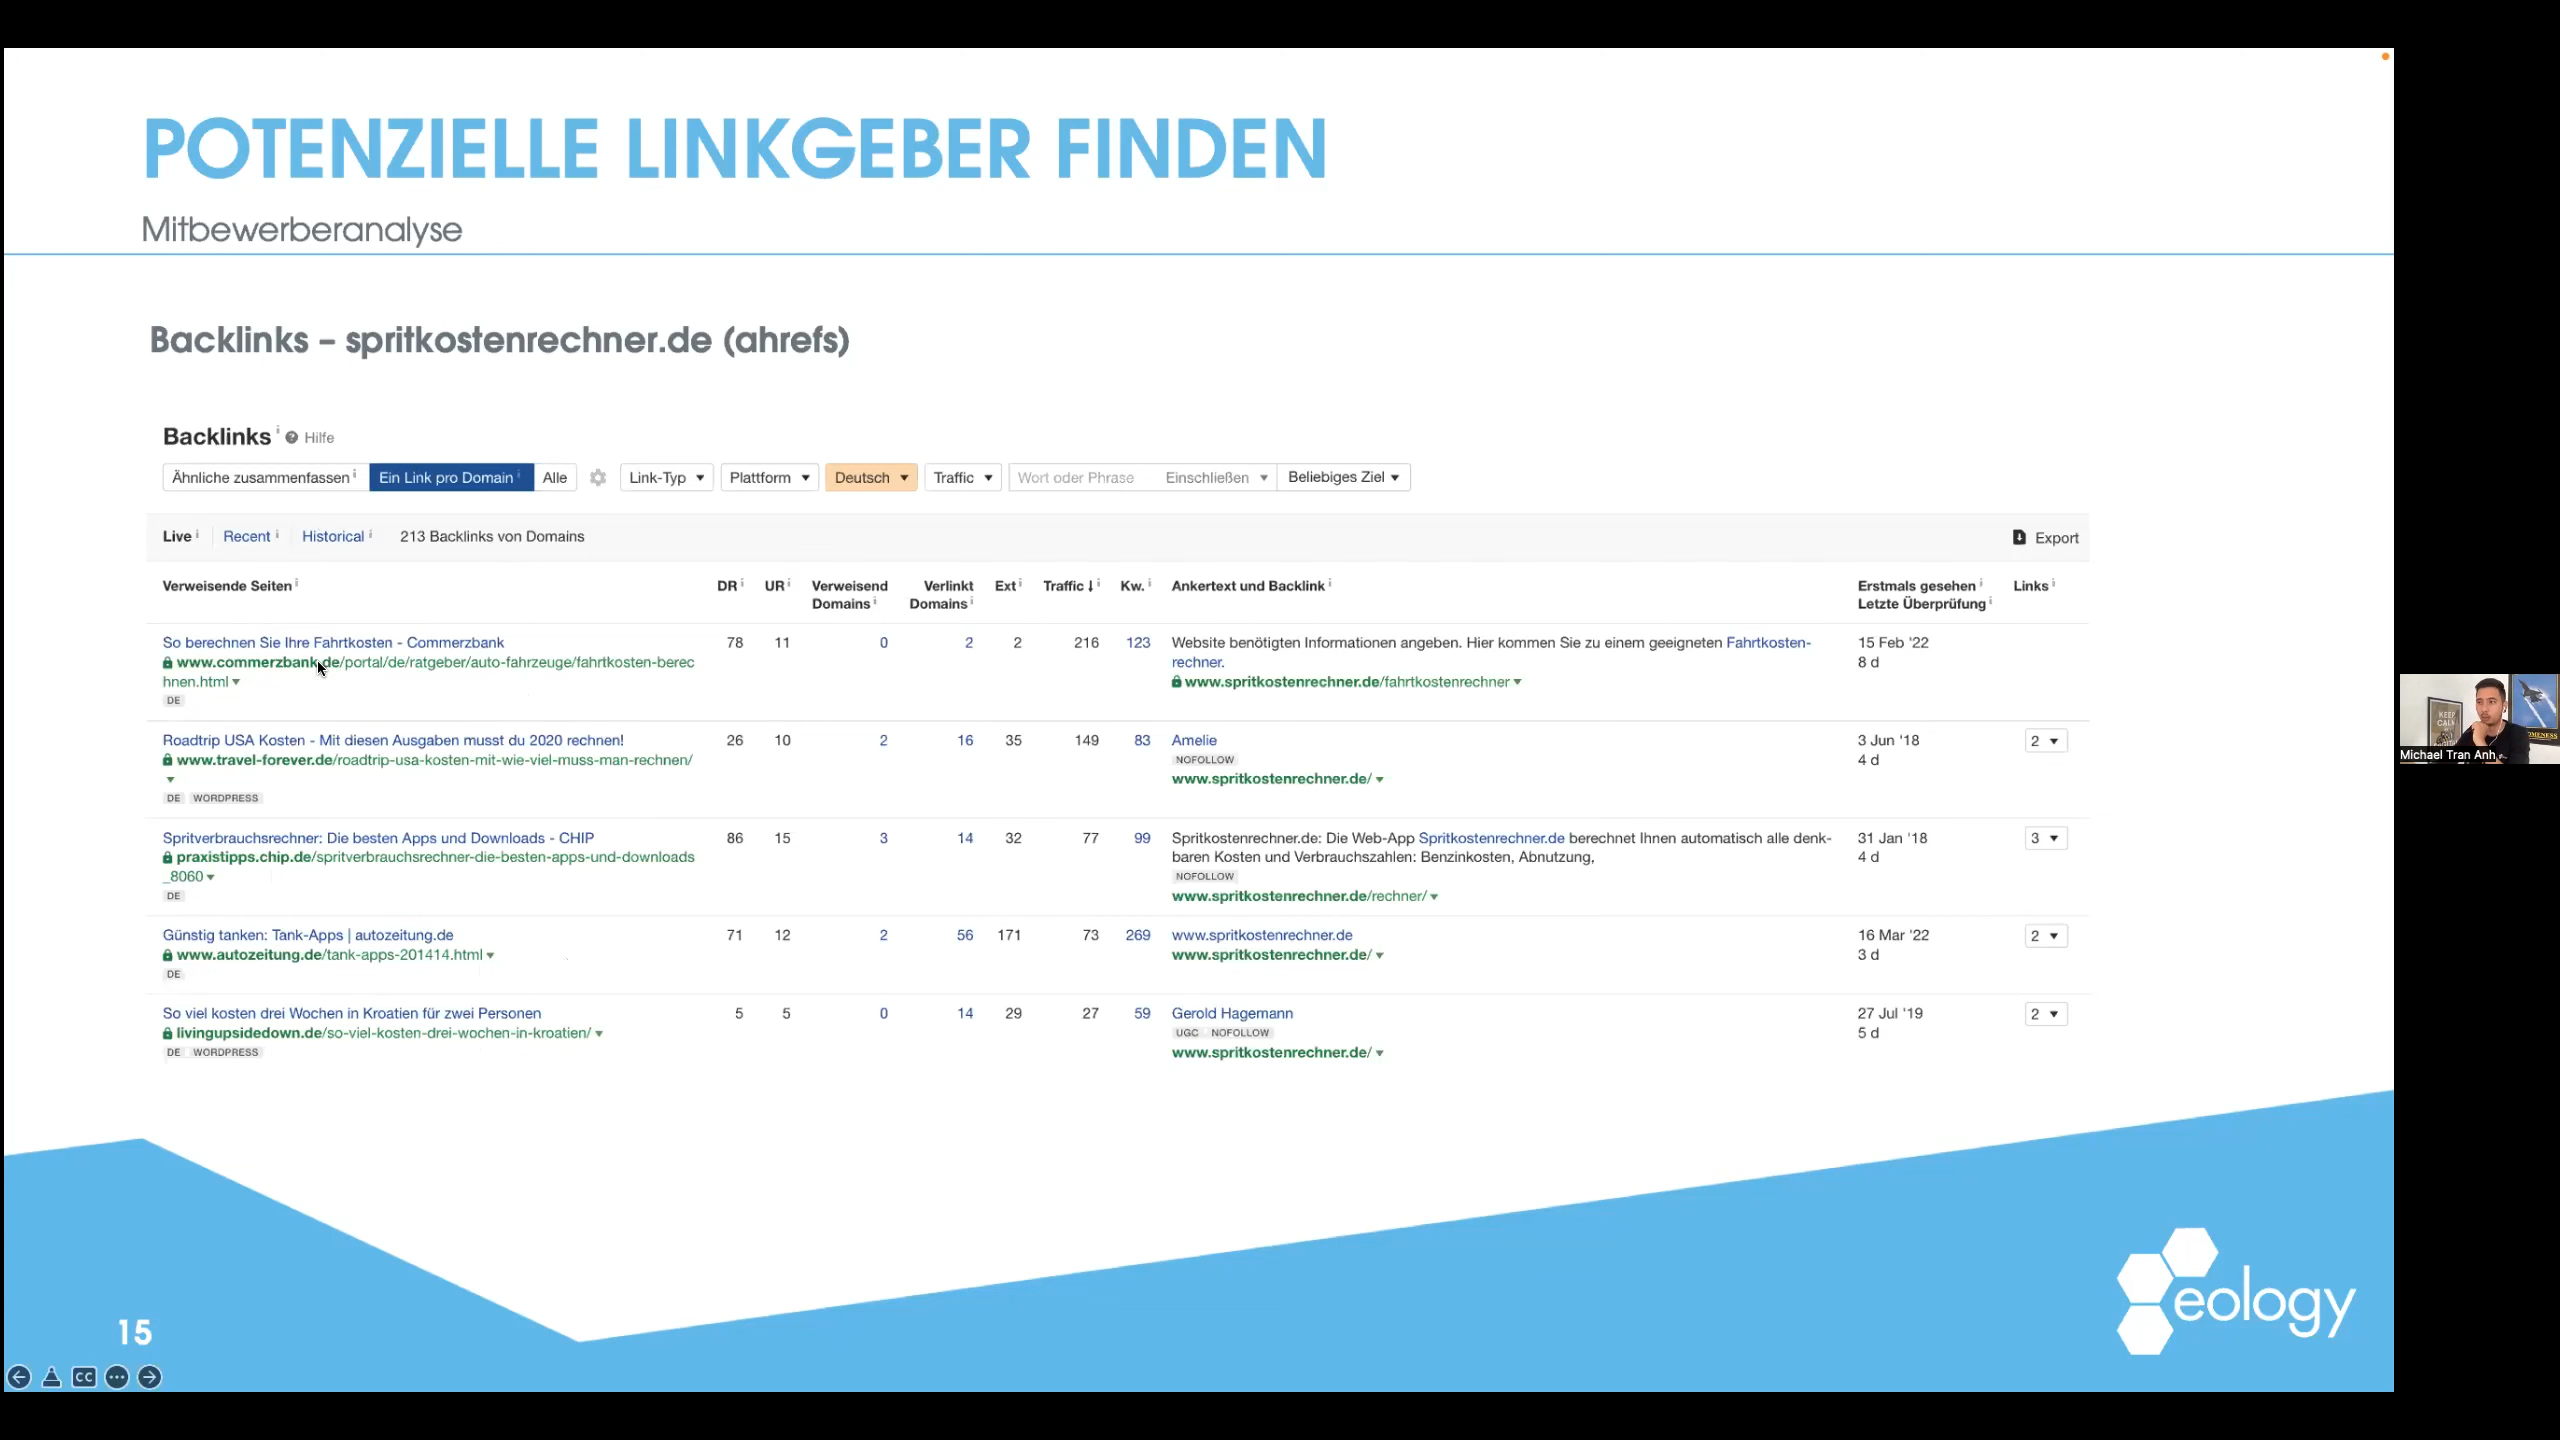 POTENZIELLE LINKGEBER FINDEN
Mitbewerberanalyse
Backlinks – spritkostenrechner.de (ahrefs)
Backlinks i ? Hilfe
Ähnliche zusammenfassen i Ein Link pro Domain i Alle Link-Typ Plattform Deutsch Traffic Wort oder Phrase Einschließen Beliebiges Ziel
Live i Recent i Historical i 213 Backlinks von Domains Export
Verweisende Seiten i DR i UR i Verweisend Domains i Verlinkt Domains i Ext i Traffic ↓ i Kw. i Ankertext und Backlink i Erstmals gesehen i Letzte Überprüfung i Links i
So berechnen Sie Ihre Fahrtkosten - Commerzbank 78 11 0 2 2 216 123 Website benötigten Informationen angeben. Hier kommen Sie zu einem geeigneten Fahrtkosten- 15 Feb '22
www.commerzbank.de/portal/de/ratgeber/auto-fahrzeuge/fahrtkosten-berec rechner. 8 d
hnen.html www.spritkostenrechner.de/fahrtkostenrechner
DE
Roadtrip USA Kosten - Mit diesen Ausgaben musst du 2020 rechnen! 26 10 2 16 35 149 83 Amelie 3 Jun '18 2
www.travel-forever.de/roadtrip-usa-kosten-mit-wie-viel-muss-man-rechnen/ NOFOLLOW 4 d
www.spritkostenrechner.de/
DE WORDPRESS
Spritverbrauchsrechner: Die besten Apps und Downloads - CHIP 86 15 3 14 32 77 99 Spritkostenrechner.de: Die Web-App Spritkostenrechner.de berechnet Ihnen automatisch alle denk- 31 Jan '18 3
praxistipps.chip.de/spritverbrauchsrechner-die-besten-apps-und-downloads baren Kosten und Verbrauchszahlen: Benzinkosten, Abnutzung, 4 d
_8060 NOFOLLOW
DE www.spritkostenrechner.de/rechner/
Günstig tanken: Tank-Apps | autozeitung.de 71 12 2 56 171 73 269 www.spritkostenrechner.de 16 Mar '22 2
www.autozeitung.de/tank-apps-201414.html www.spritkostenrechner.de/ 3 d
DE
So viel kosten drei Wochen in Kroatien für zwei Personen 5 5 0 14 29 27 59 Gerold Hagemann 27 Jul '19 2
livingupsidedown.de/so-viel-kosten-drei-wochen-in-kroatien/ UGC NOFOLLOW 5 d
DE WORDPRESS www.spritkostenrechner.de/
KEEP
CALM
Michael Tran Anh
15
eology
CC